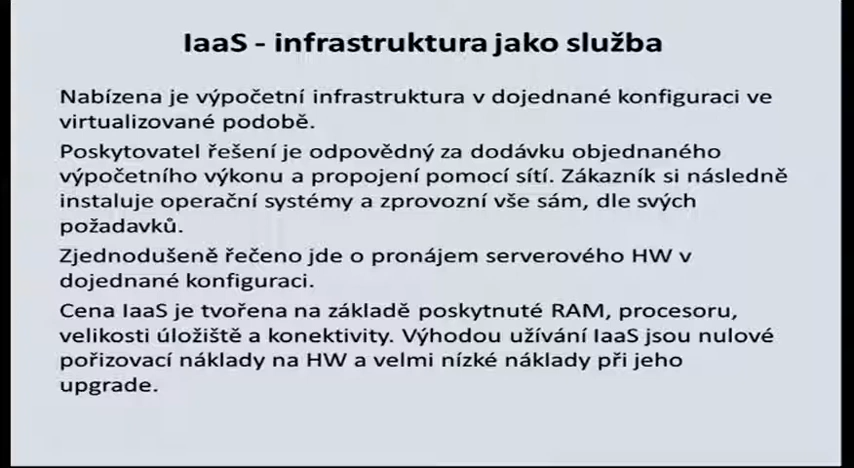 IaaS - infrastruktura jako služba
Nabízena je výpočetní infrastruktura v dojednané konfiguraci ve
virtualizované podobě.
Poskytovatel řešení je odpovědný za dodávku objednaného
výpočetního výkonu a propojení pomocí sítí. Zákazník si následně
instaluje operační systémy a zprovozní vše sám, dle svých
požadavků.
Zjednodušeně řečeno jde o pronájem serverového HW v
dojednané konfiguraci.
Cena IaaS je tvořena na základě poskytnuté RAM, procesoru,
velikosti úložiště a konektivity. Výhodou užívání IaaS jsou nulové
pořizovací náklady na HW a velmi nízké náklady při jeho
upgrade.